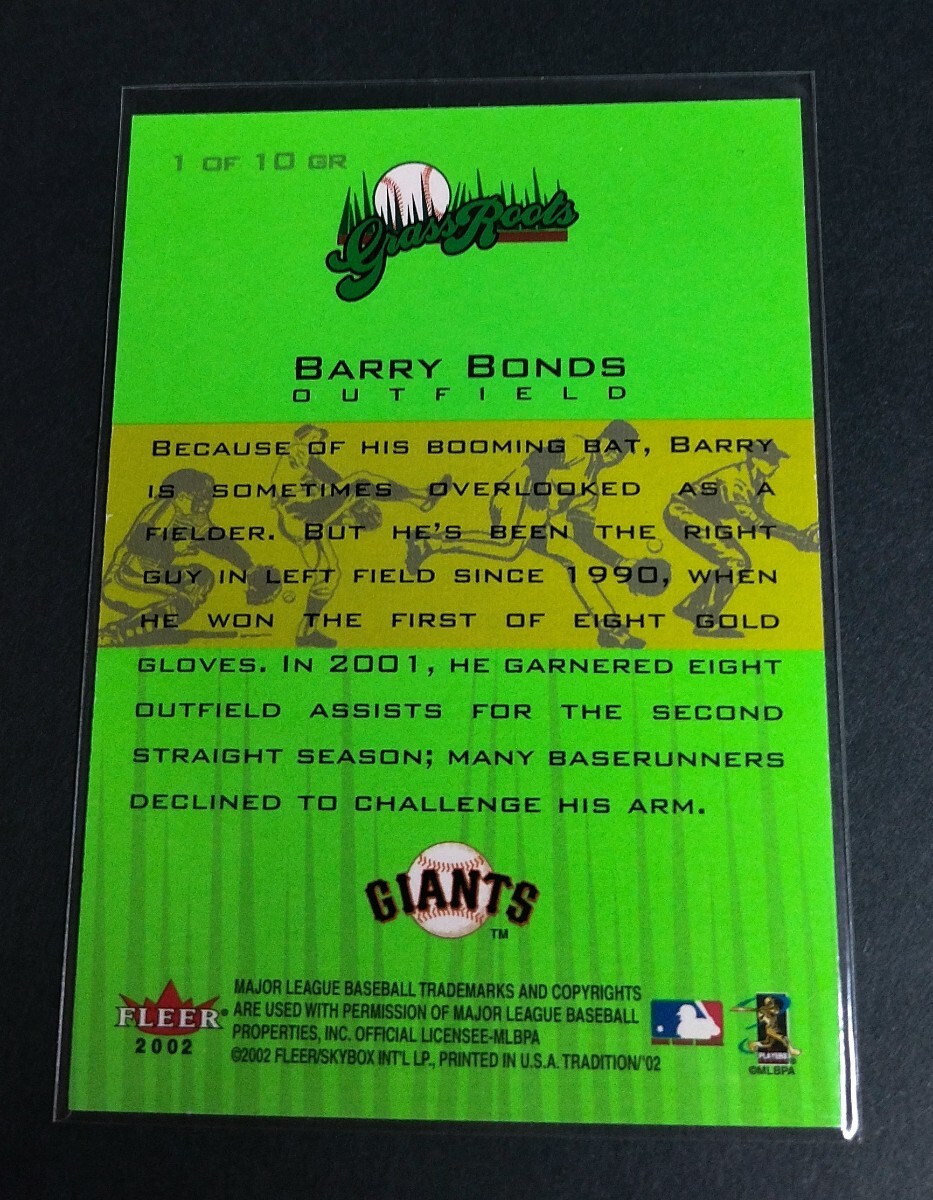 1 OF 10 GR
Grass Roots
BARRY BONDS
OUTFIELD
BECAUSE OF HIS BOOMING BAT, BARRY
IS SOMETIMES OVERLOOKED AS A
FIELDER. BUT HE'S BEEN THE RIGHT
GUY IN LEFT FIELD SINCE 1990, WHEN
HE WON THE FIRST OF EIGHT GOLD
GLOVES. IN 2001, HE GARNERED EIGHT
OUTFIELD ASSISTS FOR THE SECOND
STRAIGHT SEASON; MANY BASERUNNERS
DECLINED TO CHALLENGE HIS ARM.
GIANTS
TM
FLEER®
2002
MAJOR LEAGUE BASEBALL TRADEMARKS AND COPYRIGHTS
ARE USED WITH PERMISSION OF MAJOR LEAGUE BASEBALL
PROPERTIES, INC. OFFICIAL LICENSEE-MLBPA
©2002 FLEER/SKYBOX INT'L LP., PRINTED IN U.S.A. TRADITION/'02
PLAYERS
©MLBPA